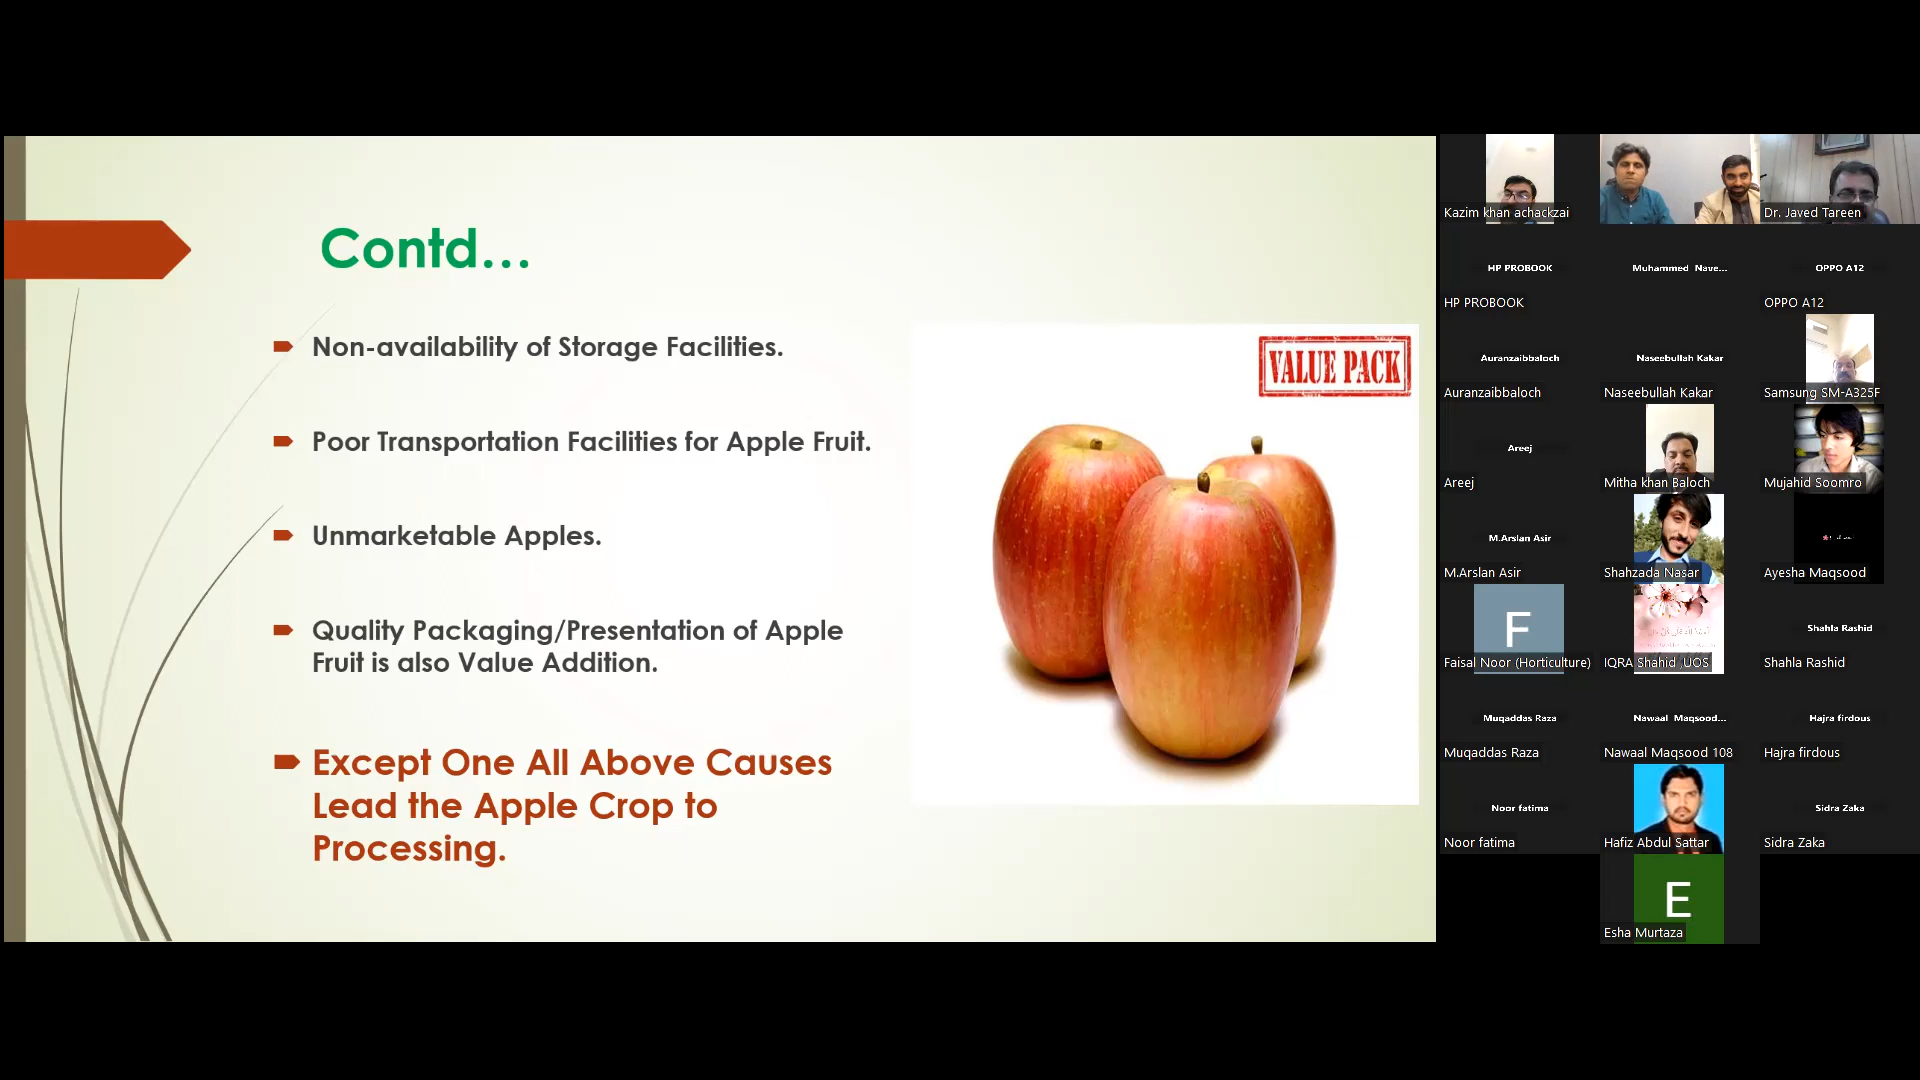 Contd...
Non-availability of Storage Facilities.
Poor Transportation Facilities for Apple Fruit.
Unmarketable Apples.
Quality Packaging/Presentation of Apple
Fruit is also Value Addition.
Except One All Above Causes
Lead the Apple Crop to
Processing.
VALUE PACK
Kazim khan achackzai
Dr. Javed Tareen
HP PROBOOK
Muhammed Nave...
OPPO A12
HP PROBOOK
OPPO A12
Auranzaibbaloch
Naseebullah Kakar
Auranzaibbaloch
Naseebullah Kakar
Samsung SM-A325F
Areej
Areej
Mitha khan Baloch
Mujahid Soomro
M.Arslan Asir
M.Arslan Asir
Shahzada Nasar
Ayesha Maqsood
F
Shahla Rashid
Faisal Noor (Horticulture)
IQRA Shahid ,UOS
Shahla Rashid
Muqaddas Raza
Nawaal Maqsood...
Hajra firdous
Muqaddas Raza
Nawaal Maqsood 108
Hajra firdous
Noor fatima
Sidra Zaka
Noor fatima
Hafiz Abdul Sattar
Sidra Zaka
E
Esha Murtaza